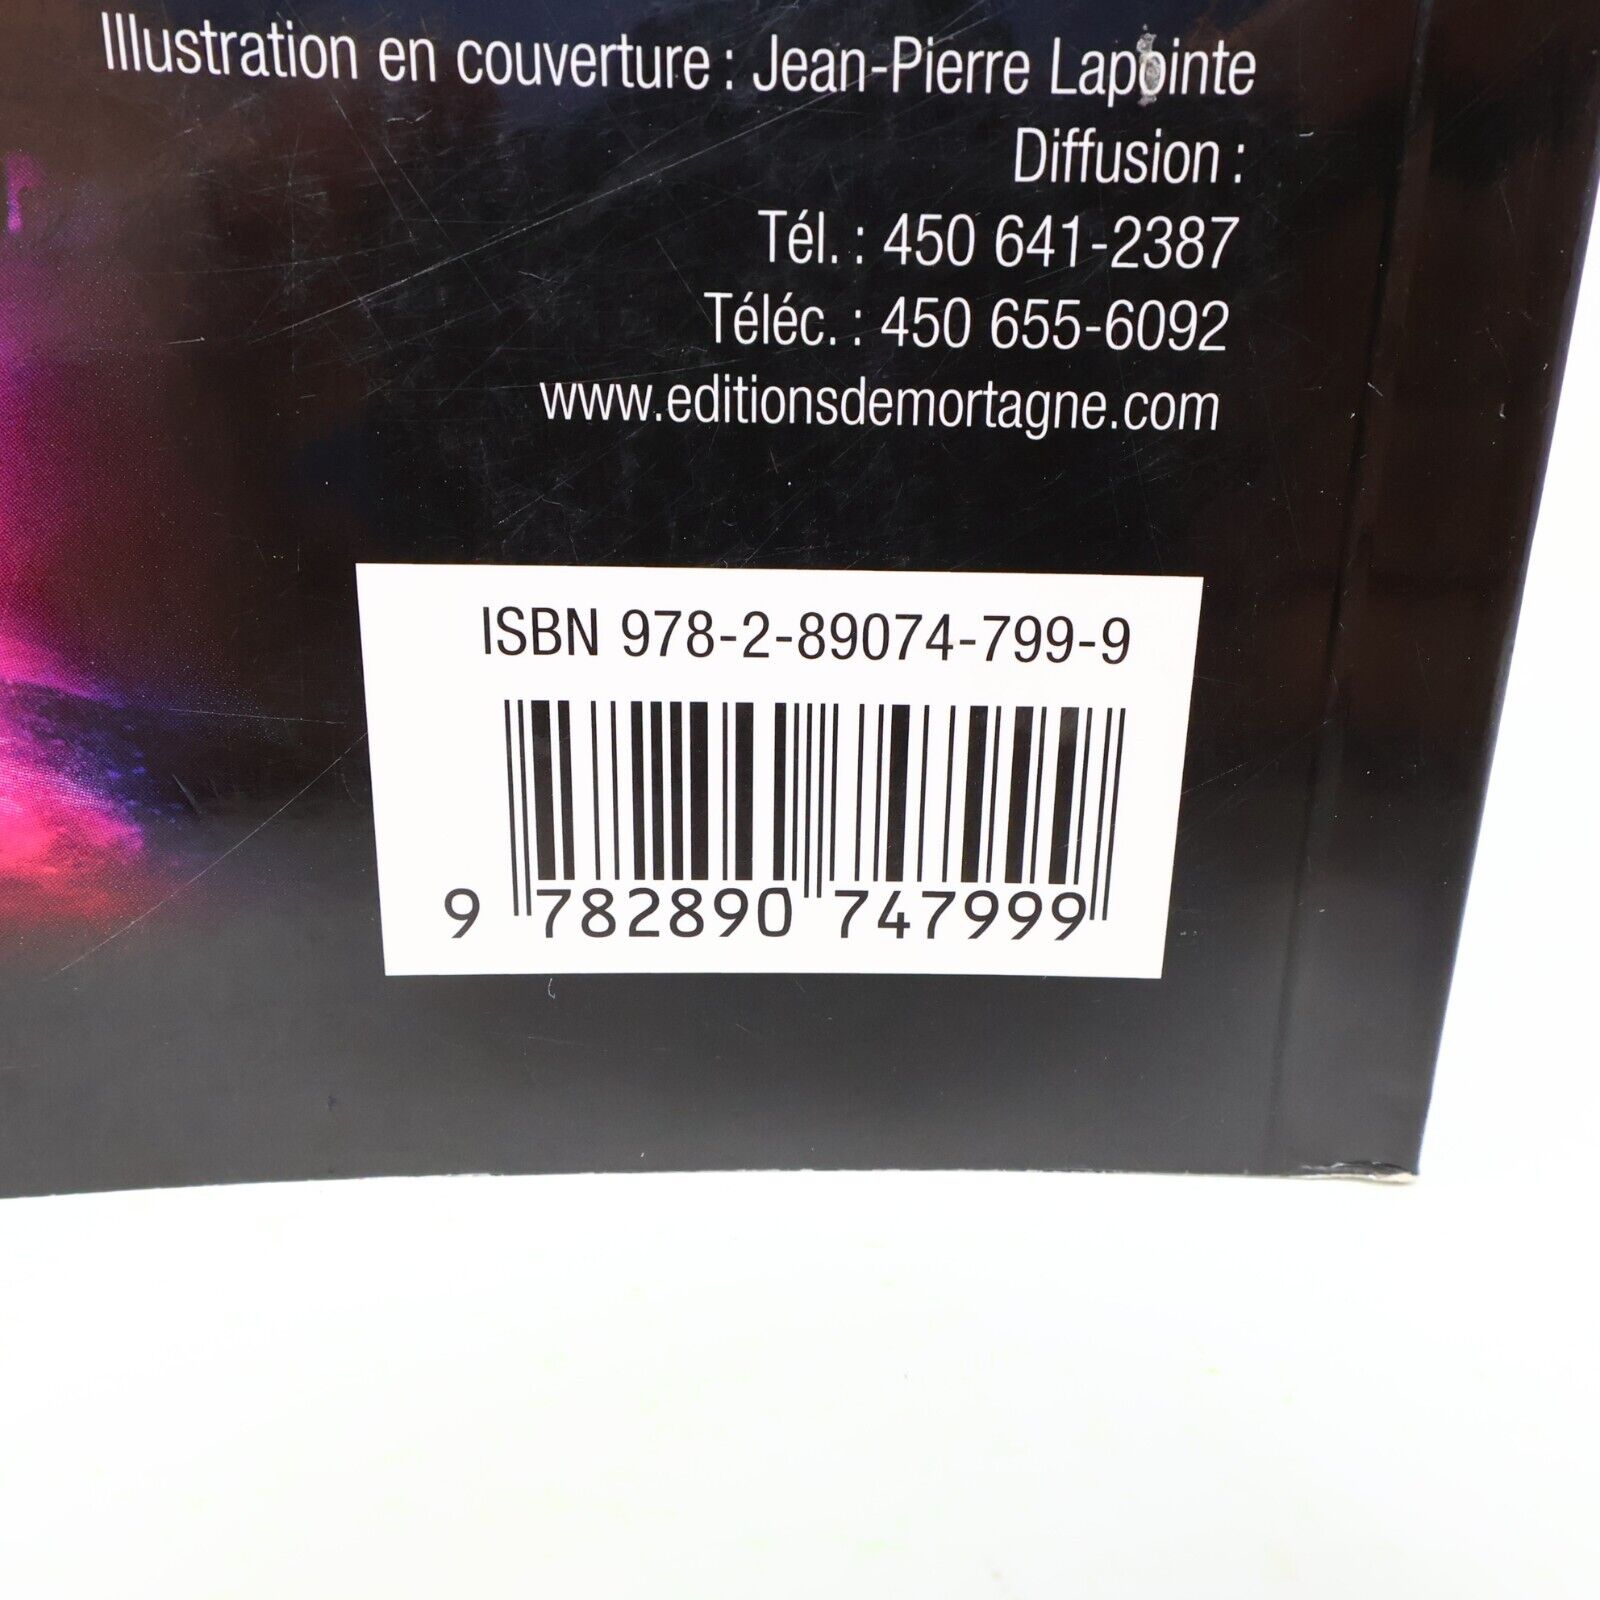 Illustration en couverture : Jean-Pierre Lapointe
Diffusion :
Tél. : 450 641-2387
Téléc. : 450 655-6092
www.editionsdemortagne.com
ISBN 978-2-89074-799-9
9 782890 747999